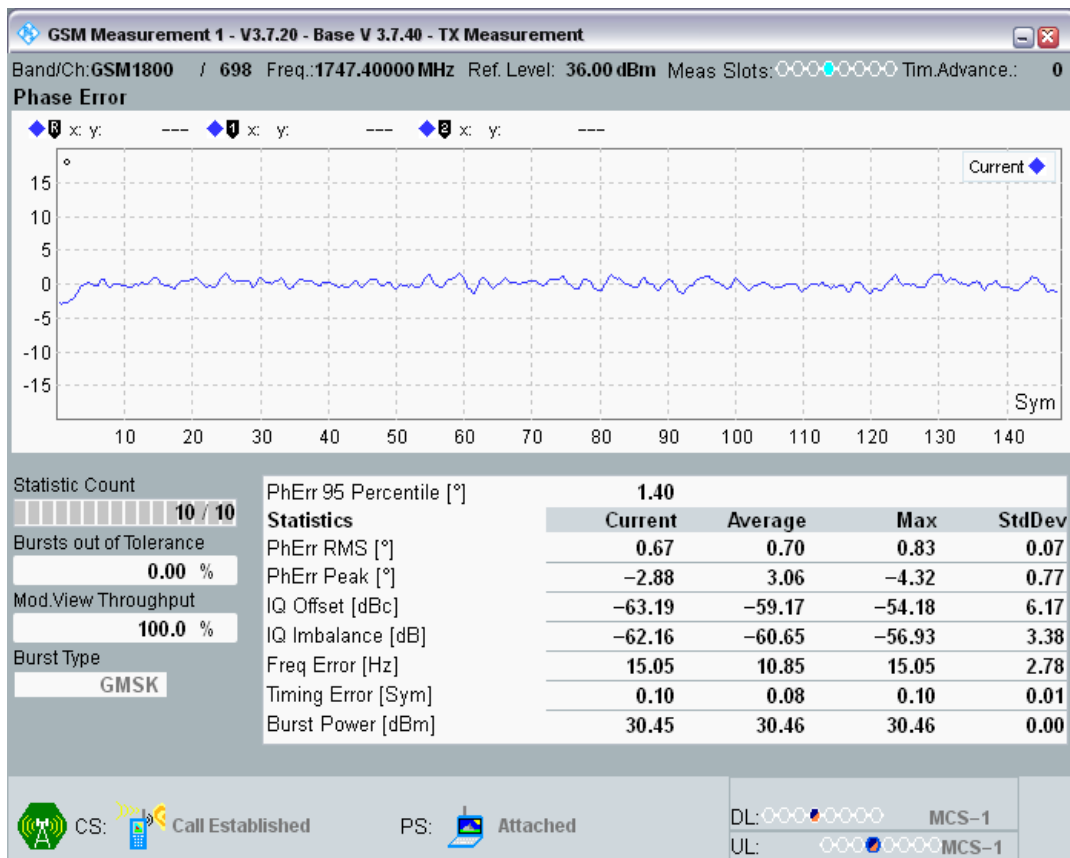 GSM Measurement 1 - V3.7.20 - Base V 3.7.40 - TX Measurement
Band/Ch:GSM1800 / 698 Freq.:1747.40000 MHz Ref. Level: 36.00 dBm Meas Slots: Tim.Advance.: 0
Phase Error
R x: y: --- 1 x: y: --- 2 x: y: ---
° Current
15
10
5
0
-5
-10
-15
Sym
10 20 30 40 50 60 70 80 90 100 110 120 130 140
Statistic Count
10 / 10
Bursts out of Tolerance
0.00 %
Mod.View Throughput
100.0 %
Burst Type
GMSK
PhErr 95 Percentile [°] 1.40
Statistics Current Average Max StdDev
PhErr RMS [°] 0.67 0.70 0.83 0.07
PhErr Peak [°] −2.88 3.06 −4.32 0.77
IQ Offset [dBc] −63.19 −59.17 −54.18 6.17
IQ Imbalance [dB] −62.16 −60.65 −56.93 3.38
Freq Error [Hz] 15.05 10.85 15.05 2.78
Timing Error [Sym] 0.10 0.08 0.10 0.01
Burst Power [dBm] 30.45 30.46 30.46 0.00
CS: Call Established PS: Attached
DL: MCS−1
UL: MCS−1